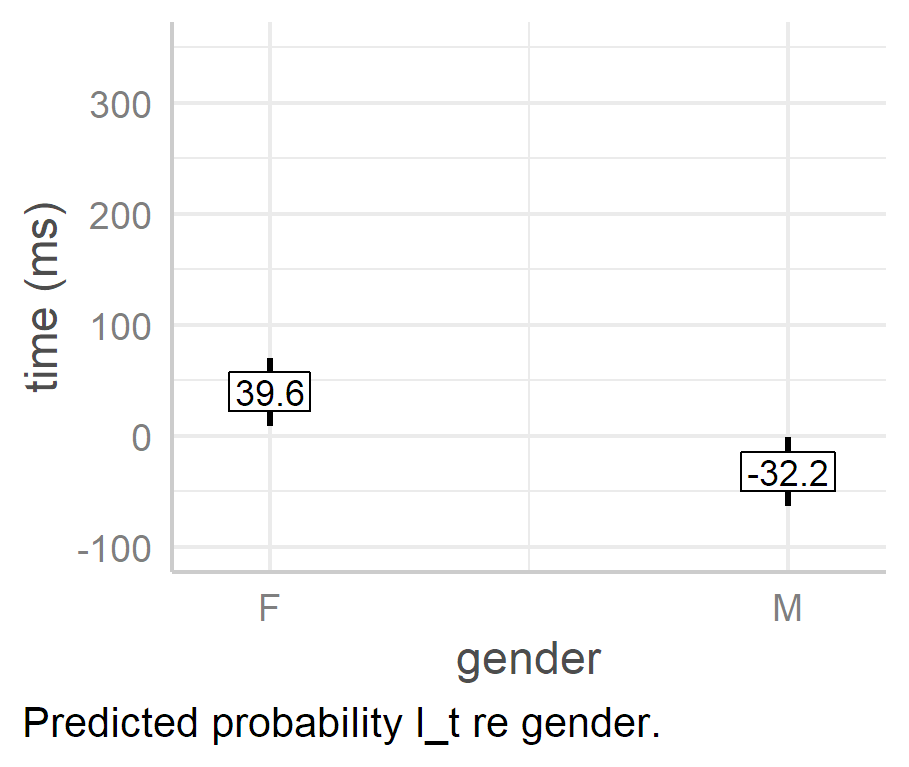 time (ms)
300
200
100
0
-100
39.6
-32.2
F
M
gender
Predicted probability l_t re gender.